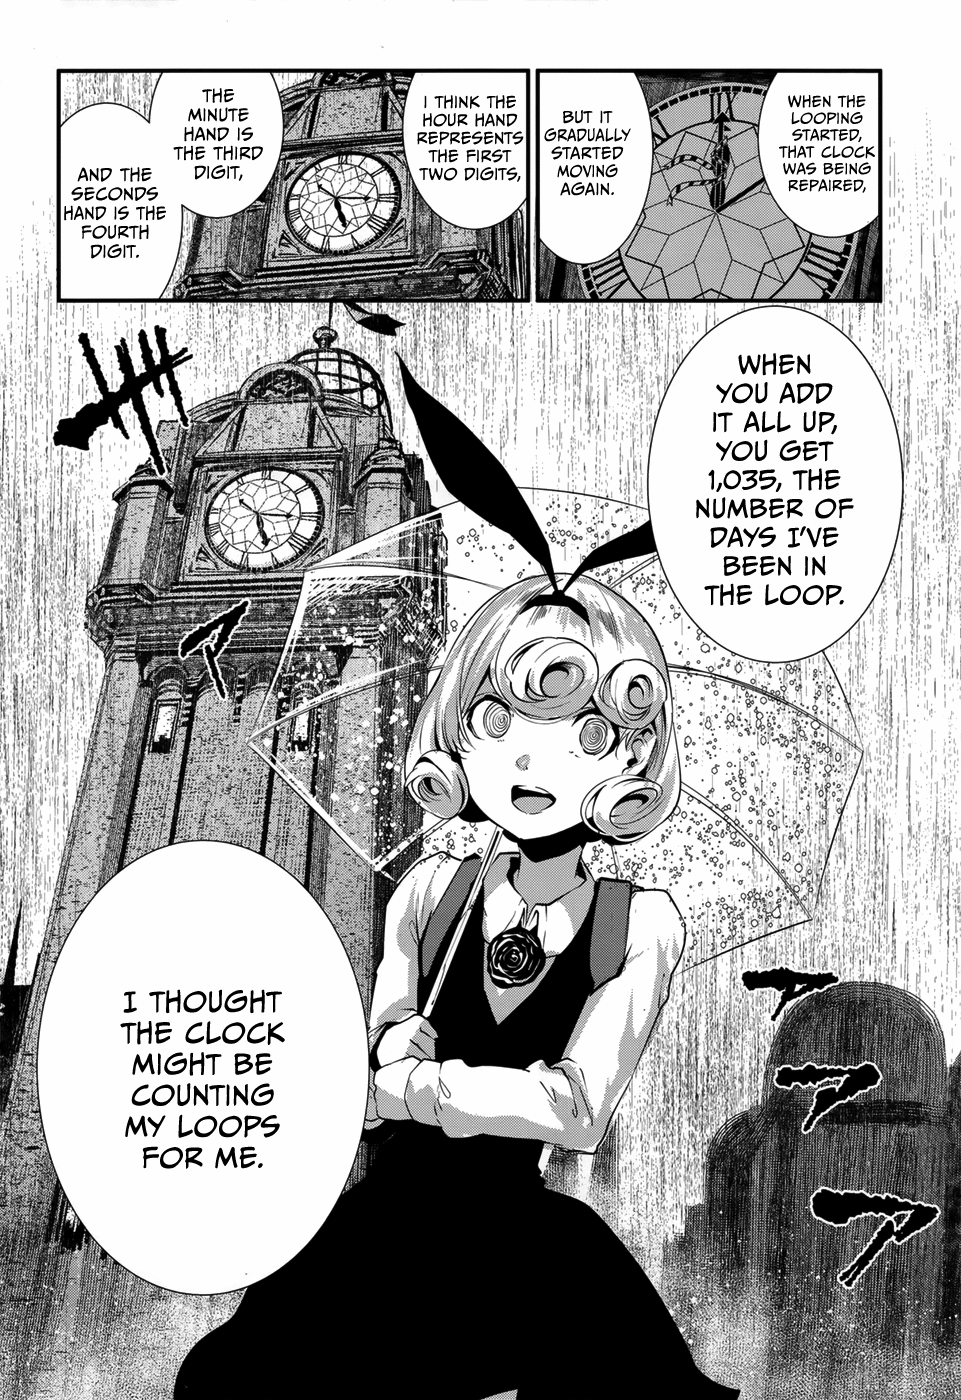 WHEN THE
LOOPING
STARTED,
THAT CLOCK
WAS BEING
REPAIRED,
BUT IT
GRADUALLY
STARTED
MOVING
AGAIN.
I THINK THE
HOUR HAND
REPRESENTS
THE FIRST
TWO DIGITS,
THE
MINUTE
HAND IS
THE THIRD
DIGIT,
AND THE
SECONDS
HAND IS THE
FOURTH
DIGIT.
WHEN
YOU ADD
IT ALL UP,
YOU GET
1,035, THE
NUMBER OF
DAYS I'VE
BEEN IN
THE LOOP.
I THOUGHT
THE CLOCK
MIGHT BE
COUNTING
MY LOOPS
FOR ME.
ア
ア
ア